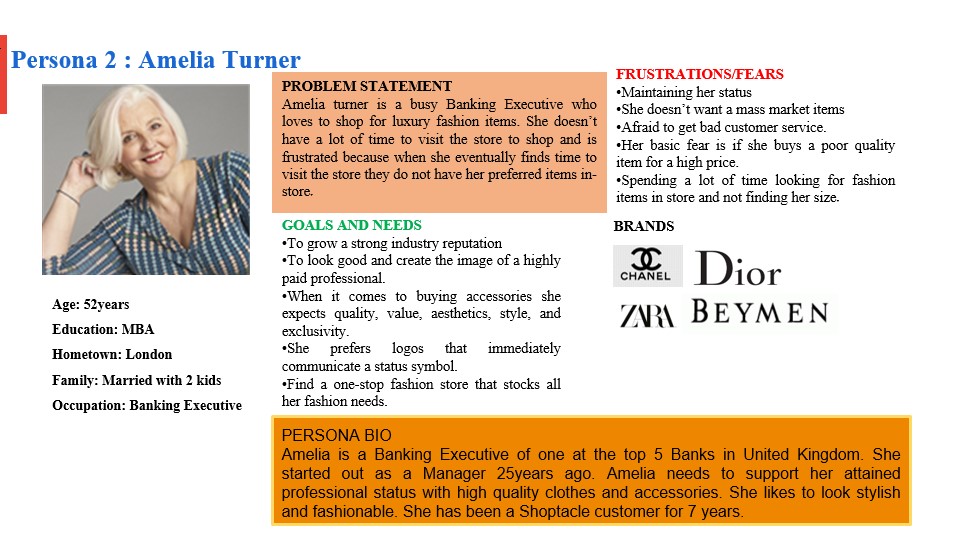 Persona 2 : Amelia Turner
Age: 52years
Education: MBA
Hometown: London
Family: Married with 2 kids
Occupation: Banking Executive
PROBLEM STATEMENT
Amelia turner is a busy Banking Executive who
loves to shop for luxury fashion items. She doesn't
have a lot of time to visit the store to shop and is
frustrated because when she eventually finds time to
visit the store they do not have her preferred items in-
store.
GOALS AND NEEDS
•To grow a strong industry reputation
•To look good and create the image of a highly
paid professional.
•When it comes to buying accessories she
expects quality, value, aesthetics, style, and
exclusivity.
•She prefers logos that immediately
communicate a status symbol.
•Find a one-stop fashion store that stocks all
her fashion needs.
FRUSTRATIONS/FEARS
•Maintaining her status
•She doesn't want a mass market items
•Afraid to get bad customer service.
•Her basic fear is if she buys a poor quality
item for a high price.
•Spending a lot of time looking for fashion
items in store and not finding her size.
BRANDS
CHANEL
Dior
ZARA
BEYMEN
PERSONA BIO
Amelia is a Banking Executive of one at the top 5 Banks in United Kingdom. She
started out as a Manager 25years ago. Amelia needs to support her attained
professional status with high quality clothes and accessories. She likes to look stylish
and fashionable. She has been a Shoptacle customer for 7 years.